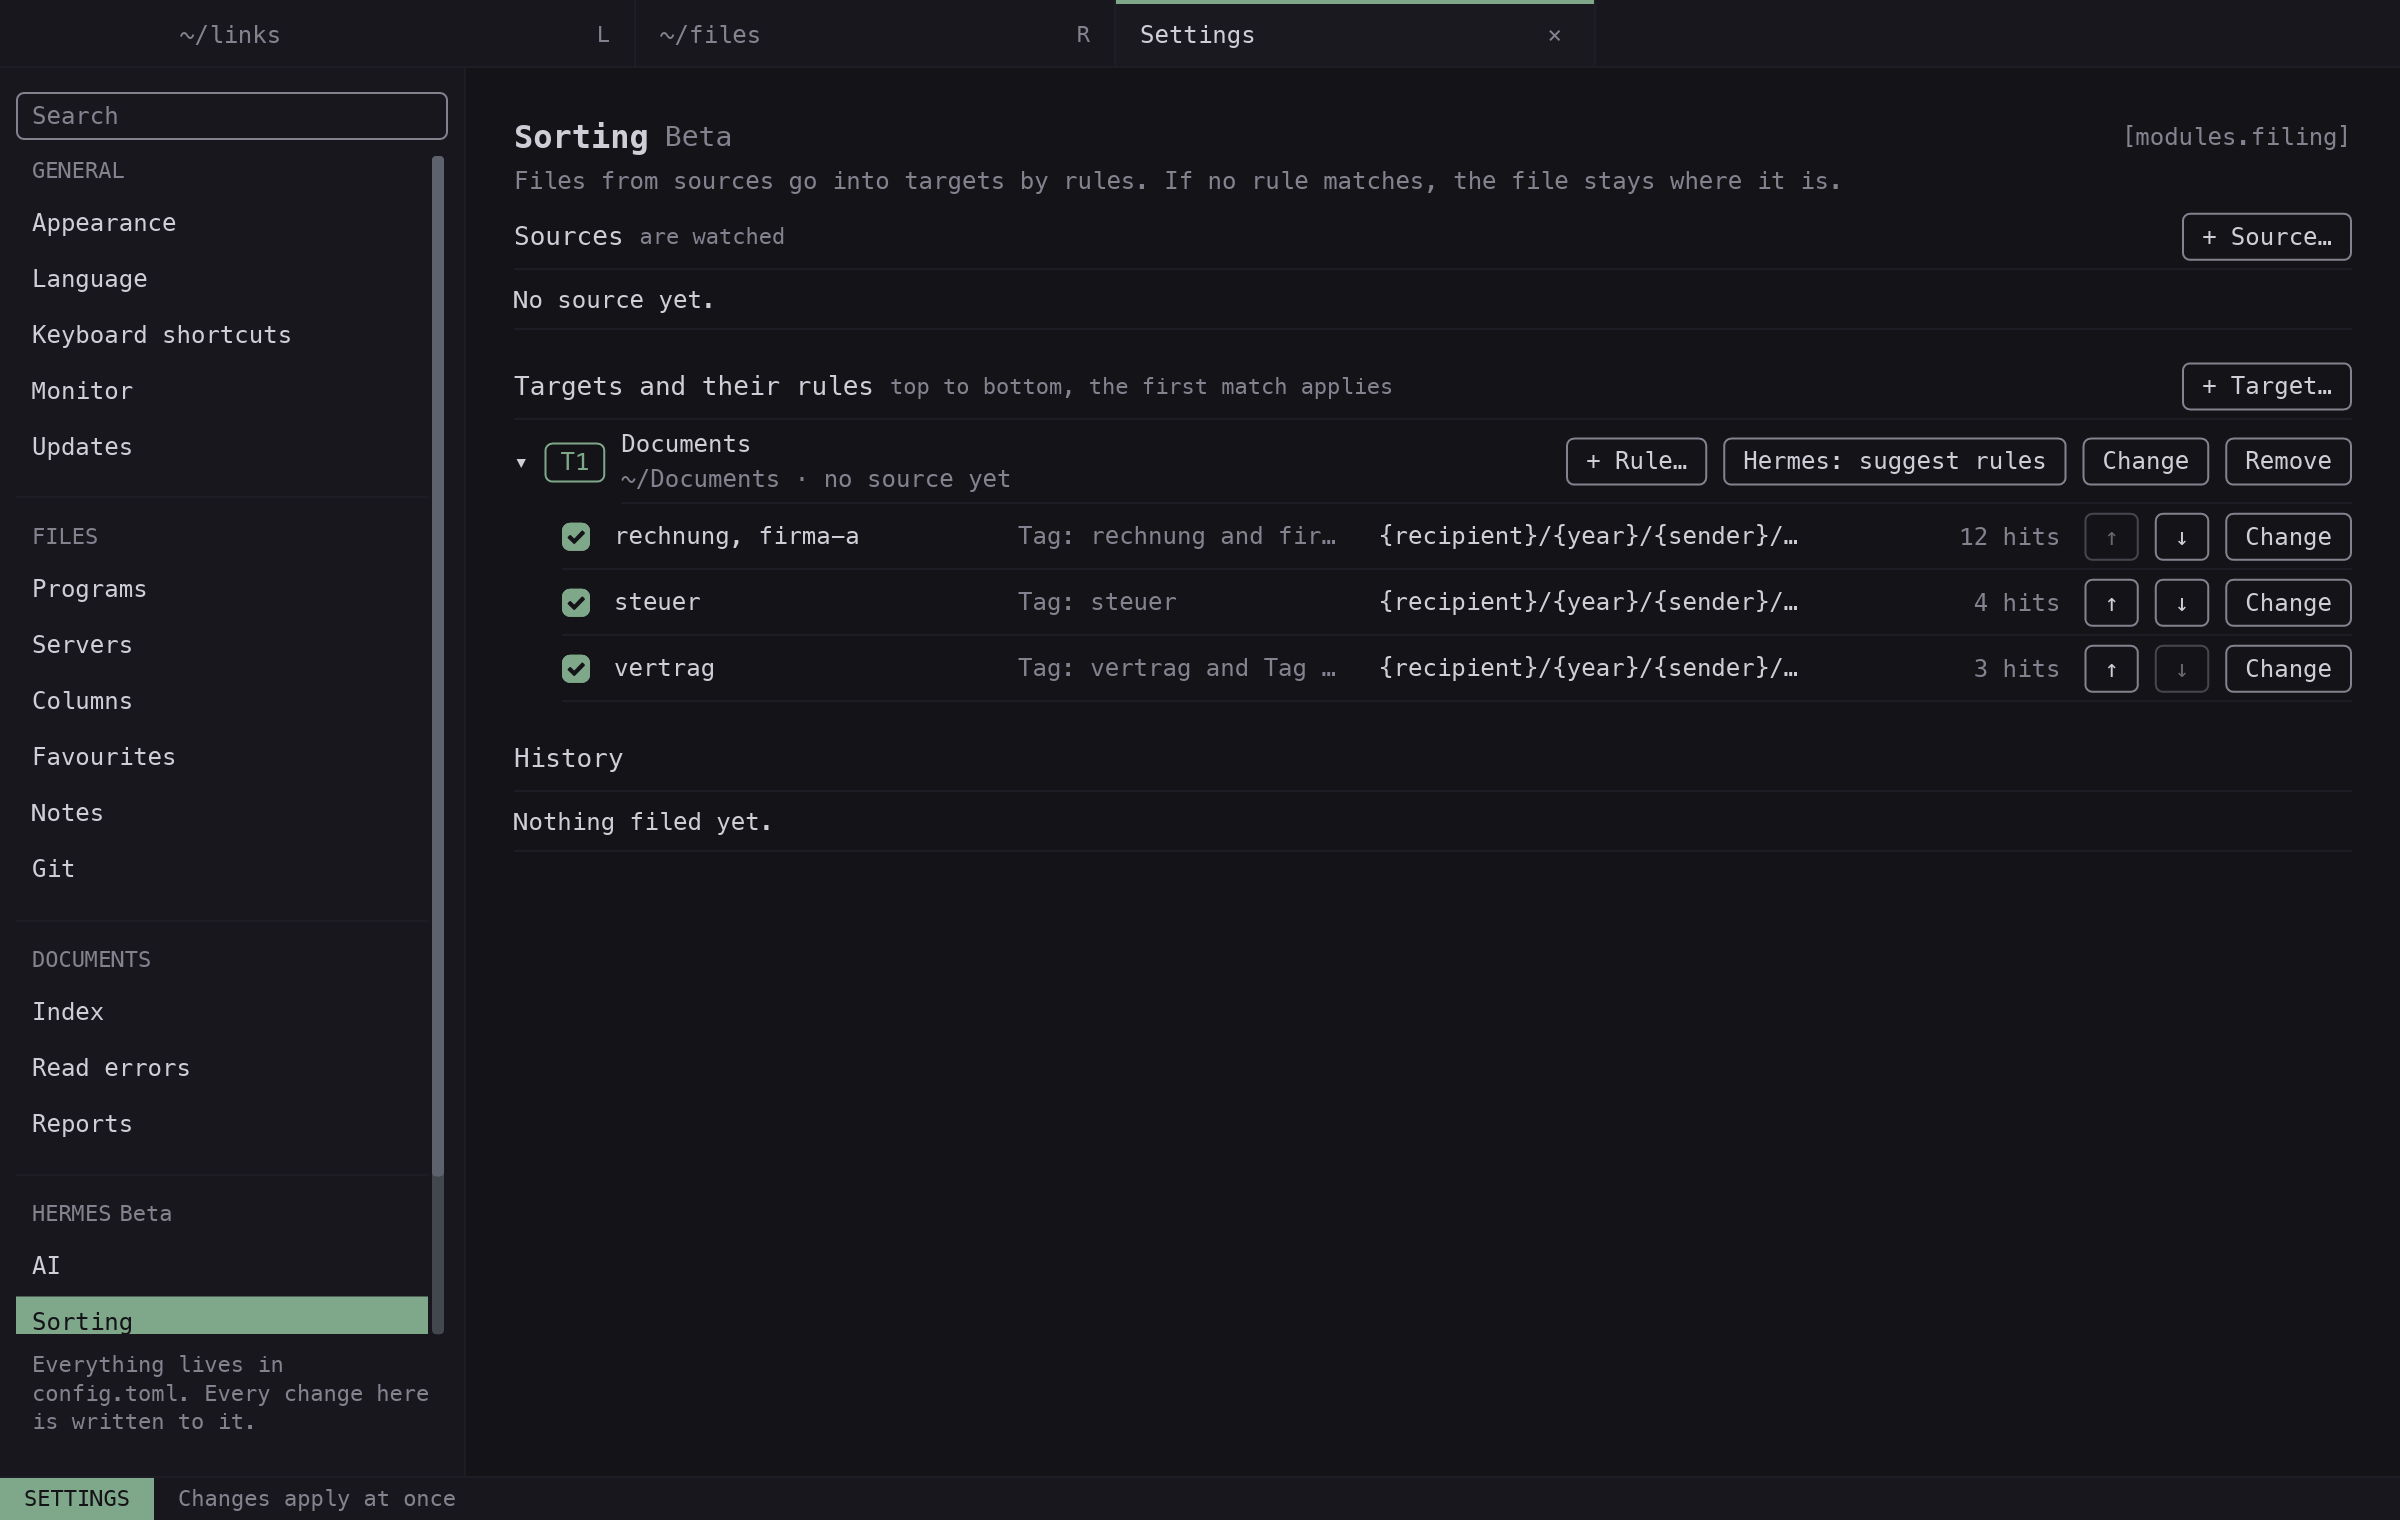 ~/links L ~/files R Settings ×
Search
GENERAL
Appearance
Language
Keyboard shortcuts
Monitor
Updates
FILES
Programs
Servers
Columns
Favourites
Notes
Git
DOCUMENTS
Index
Read errors
Reports
HERMES Beta
AI
Sorting
Everything lives in
config.toml. Every change here
is written to it.
Sorting Beta [modules.filing]
Files from sources go into targets by rules. If no rule matches, the file stays where it is.
Sources are watched + Source…
No source yet.
Targets and their rules top to bottom, the first match applies + Target…
▾ T1 Documents + Rule… Hermes: suggest rules Change Remove
~/Documents · no source yet
rechnung, firma-a Tag: rechnung and fir… {recipient}/{year}/{sender}/… 12 hits ↑ ↓ Change
steuer Tag: steuer {recipient}/{year}/{sender}/… 4 hits ↑ ↓ Change
vertrag Tag: vertrag and Tag … {recipient}/{year}/{sender}/… 3 hits ↑ ↓ Change
History
Nothing filed yet.
SETTINGS Changes apply at once